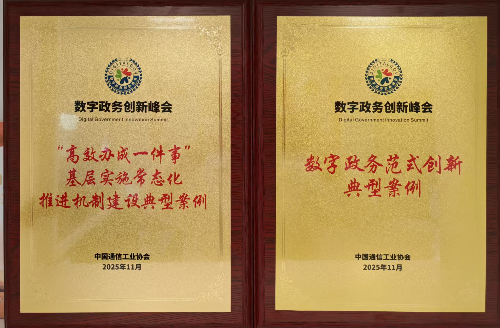 数字政务创新峰会
Digital Government Innovation Summit
“高效办成一件事”
基层实施常态化
推进机制建设典型案例
中国通信工业协会
2025年11月
数字政务创新峰会
Digital Government Innovation Summit
数字政务范式创新
典型案例
中国通信工业协会
2025年11月